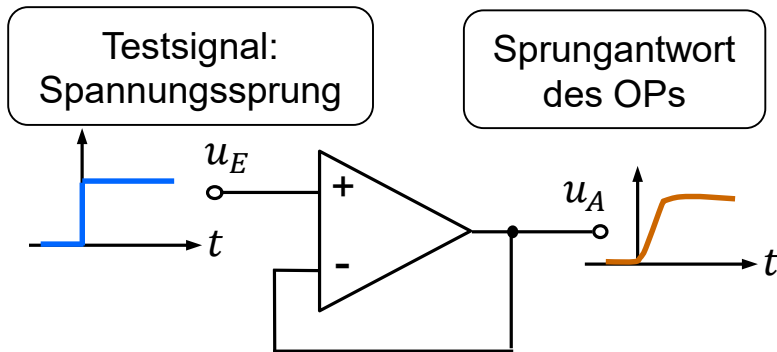 Testsignal:
Spannungssprung
Sprungantwort
des OPs
u_E
u_A
+
-
t
t